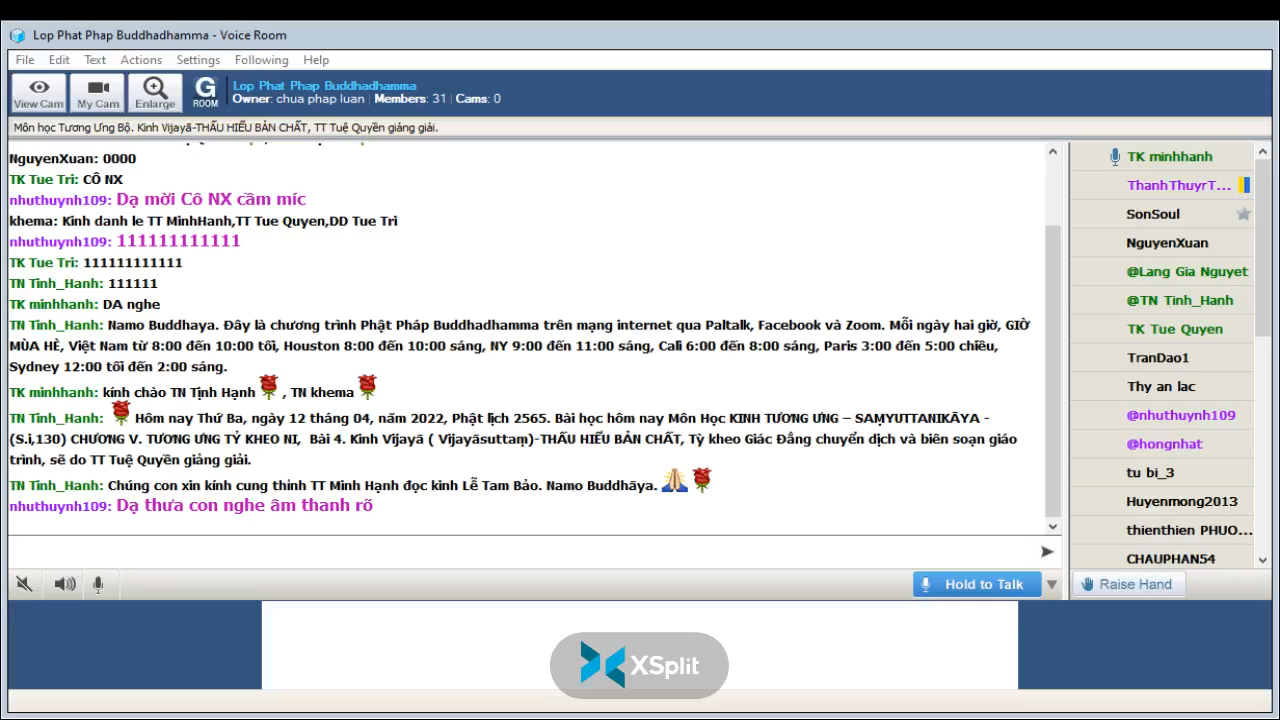 Lop Phat Phap Buddhadhamma - Voice Room
File Edit Text Actions Settings Following Help
View Cam My Cam Enlarge G ROOM
Lop Phat Phap Buddhadhamma
Owner: chua phap luan | Members: 31 | Cams: 0
Môn học Tương Ưng Bộ. Kinh Vijayā-THẤU HIỂU BẢN CHẤT, TT Tuệ Quyền giảng giải.
NguyenXuan: 0000
TK Tue Tri: CÔ NX
nhuthuynh109: Dạ mời Cô NX cầm míc
khema: Kinh danh le TT MinhHanh,TT Tue Quyen,DD Tue Tri
nhuthuynh109: 111111111111
TK Tue Tri: 111111111111
TN Tinh_Hanh: 111111
TK minhhanh: DA nghe
TN Tinh_Hanh: Namo Buddhaya. Đây là chương trình Phật Pháp Buddhadhamma trên mạng internet qua Paltalk, Facebook và Zoom. Mỗi ngày hai giờ, GIỜ
MÙA HÈ, Việt Nam từ 8:00 đến 10:00 tối, Houston 8:00 đến 10:00 sáng, NY 9:00 đến 11:00 sáng, Cali 6:00 đến 8:00 sáng, Paris 3:00 đến 5:00 chiều,
Sydney 12:00 tối đến 2:00 sáng.
TK minhhanh: kính chào TN Tịnh Hạnh , TN khema
TN Tinh_Hanh: Hôm nay Thứ Ba, ngày 12 tháng 04, năm 2022, Phật lịch 2565. Bài học hôm nay Môn Học KINH TƯƠNG ƯNG – SAṂYUTTANIKĀYA -
(S.i,130) CHƯƠNG V. TƯƠNG ƯNG TỶ KHEO NI, Bài 4. Kinh Vijayā ( Vijayāsuttaṃ)-THẤU HIỂU BẢN CHẤT, Tỳ kheo Giác Đẳng chuyển dịch và biên soạn giáo
trình, sẽ do TT Tuệ Quyền giảng giải.
TN Tinh_Hanh: Chúng con xin kính cung thỉnh TT Minh Hạnh đọc kinh Lễ Tam Bảo. Namo Buddhāya.
nhuthuynh109: Dạ thưa con nghe âm thanh rõ
TK minhhanh
ThanhThuyrT...
SonSoul
NguyenXuan
@Lang Gia Nguyet
@TN Tinh_Hanh
TK Tue Quyen
TranDao1
Thy an lac
@nhuthuynh109
@hongnhat
tu bi_3
Huyenmong2013
thienthien PHUO...
CHAUPHAN54
Hold to Talk
Raise Hand
XSplit